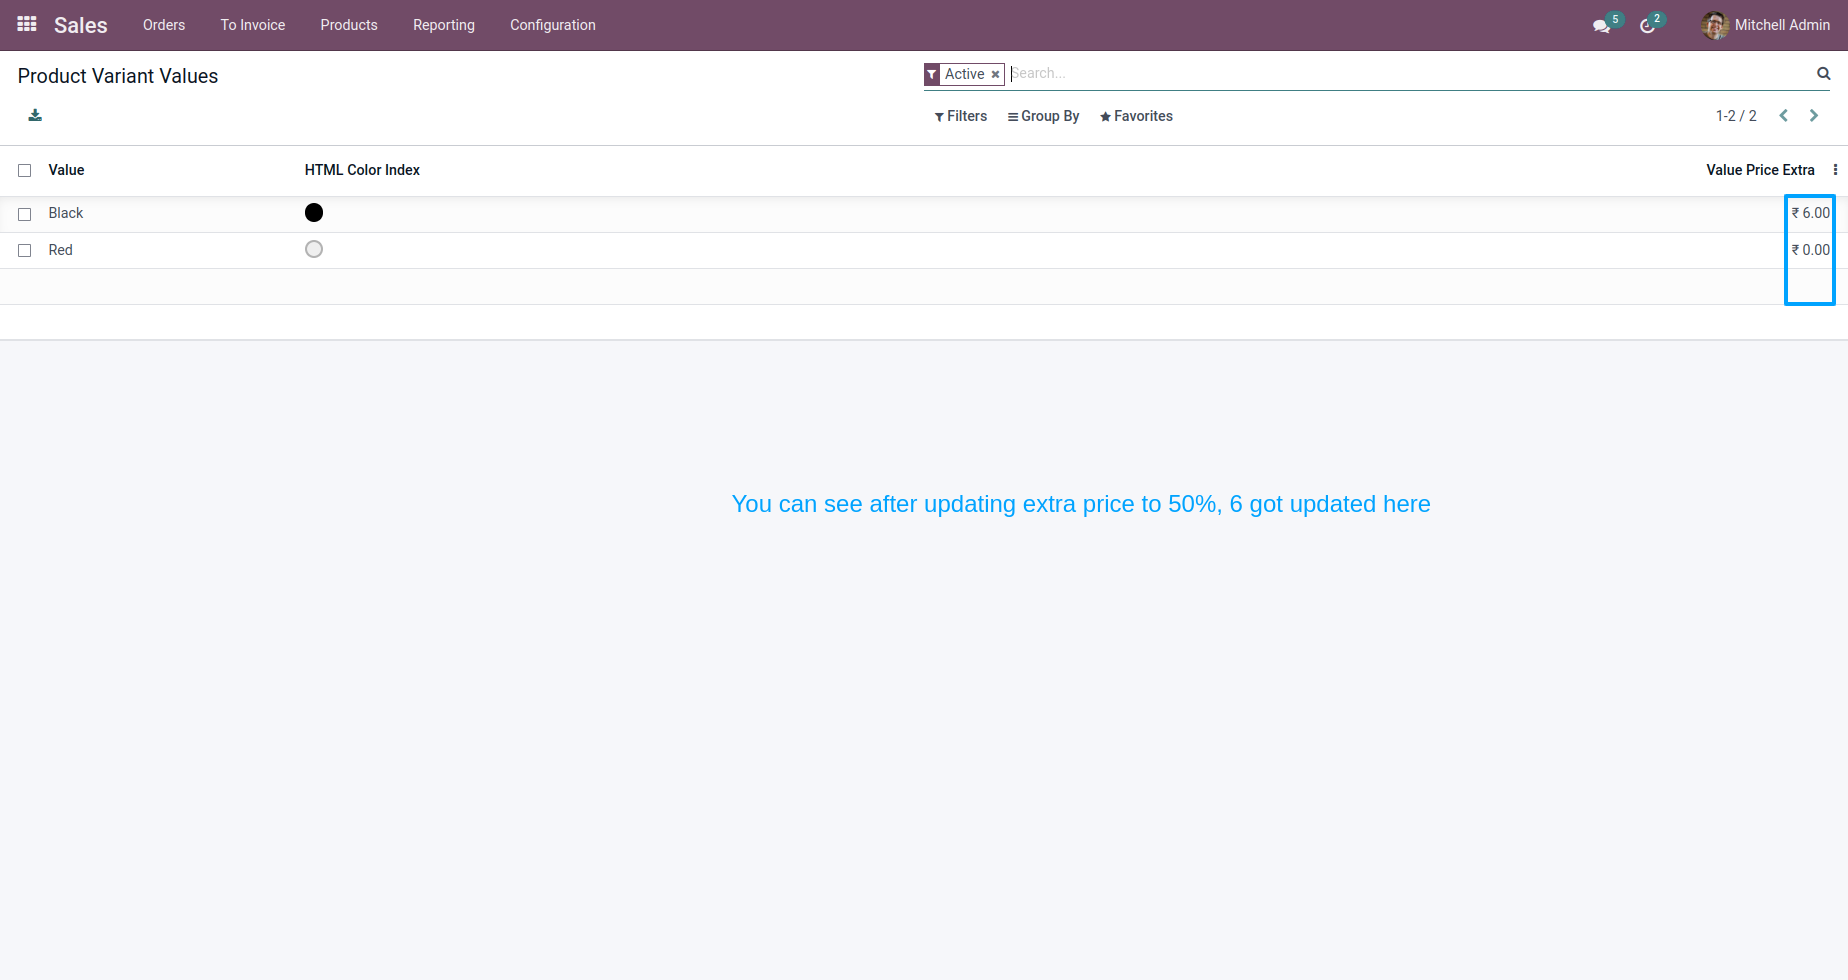 Sales Orders To Invoice Products Reporting Configuration 5 2 Mitchell Admin
Product Variant Values
Active × Search...
Filters Group By Favorites 1-2 / 2
Value HTML Color Index Value Price Extra
Black ₹ 6.00
Red ₹ 0.00
You can see after updating extra price to 50%, 6 got updated here